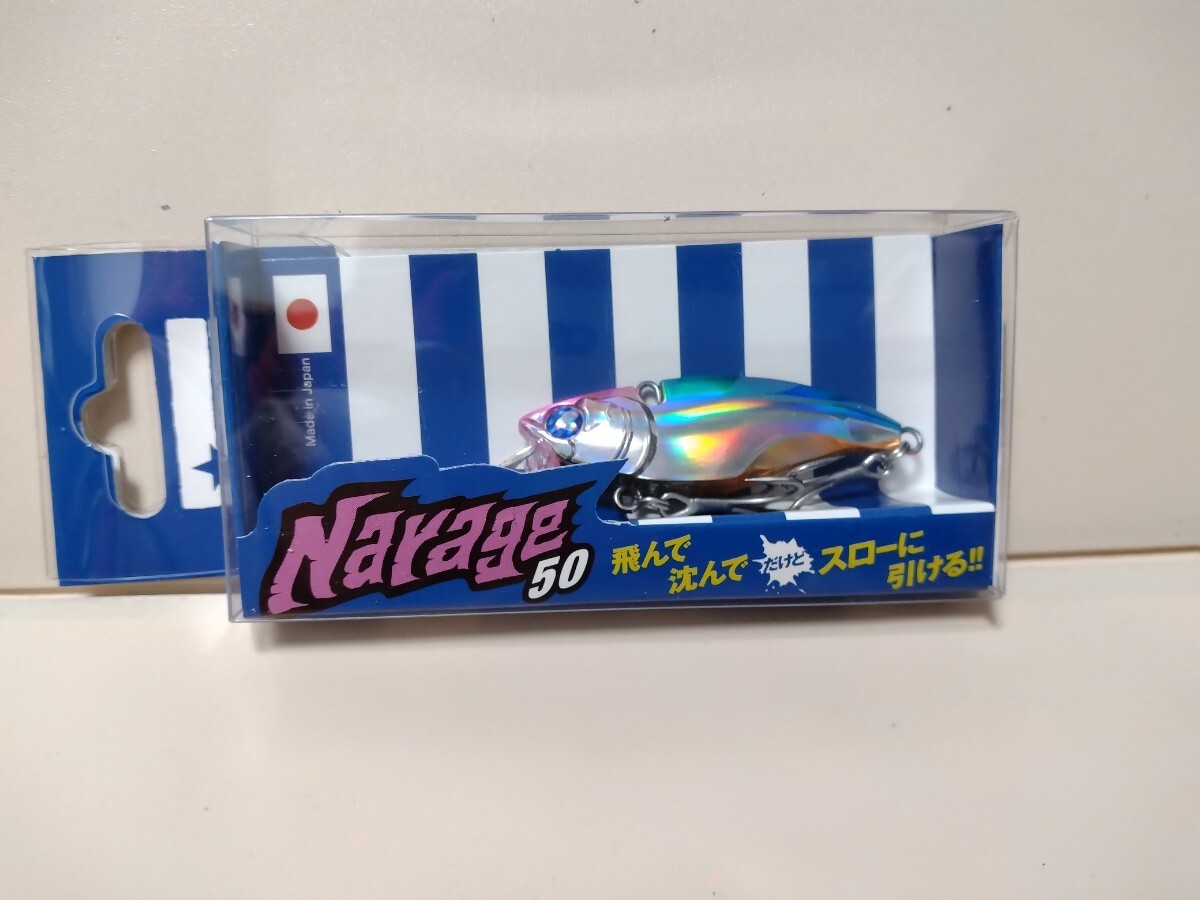 Made in Japan
Narage
50
飛んで
沈んで だけど スローに
引ける!!